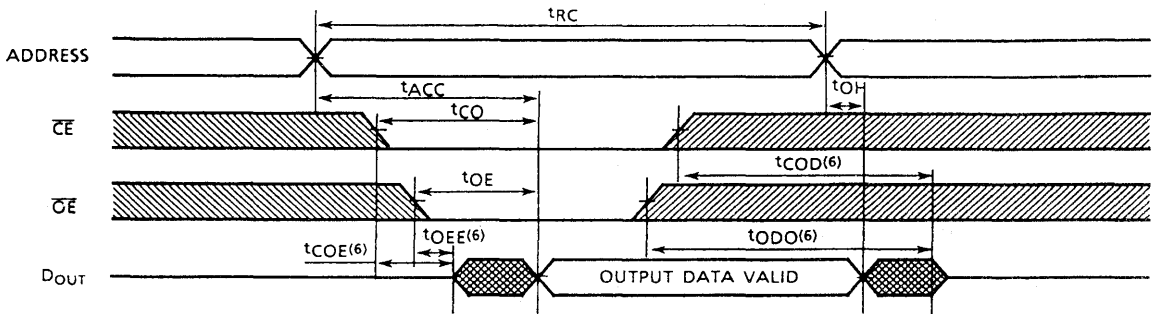 tRC
ADDRESS
tACC
tOH
tCO
CE
tCOD(6)
tOE
OE
tOEE(6)
tODO(6)
tCOE(6)
DOUT
OUTPUT DATA VALID